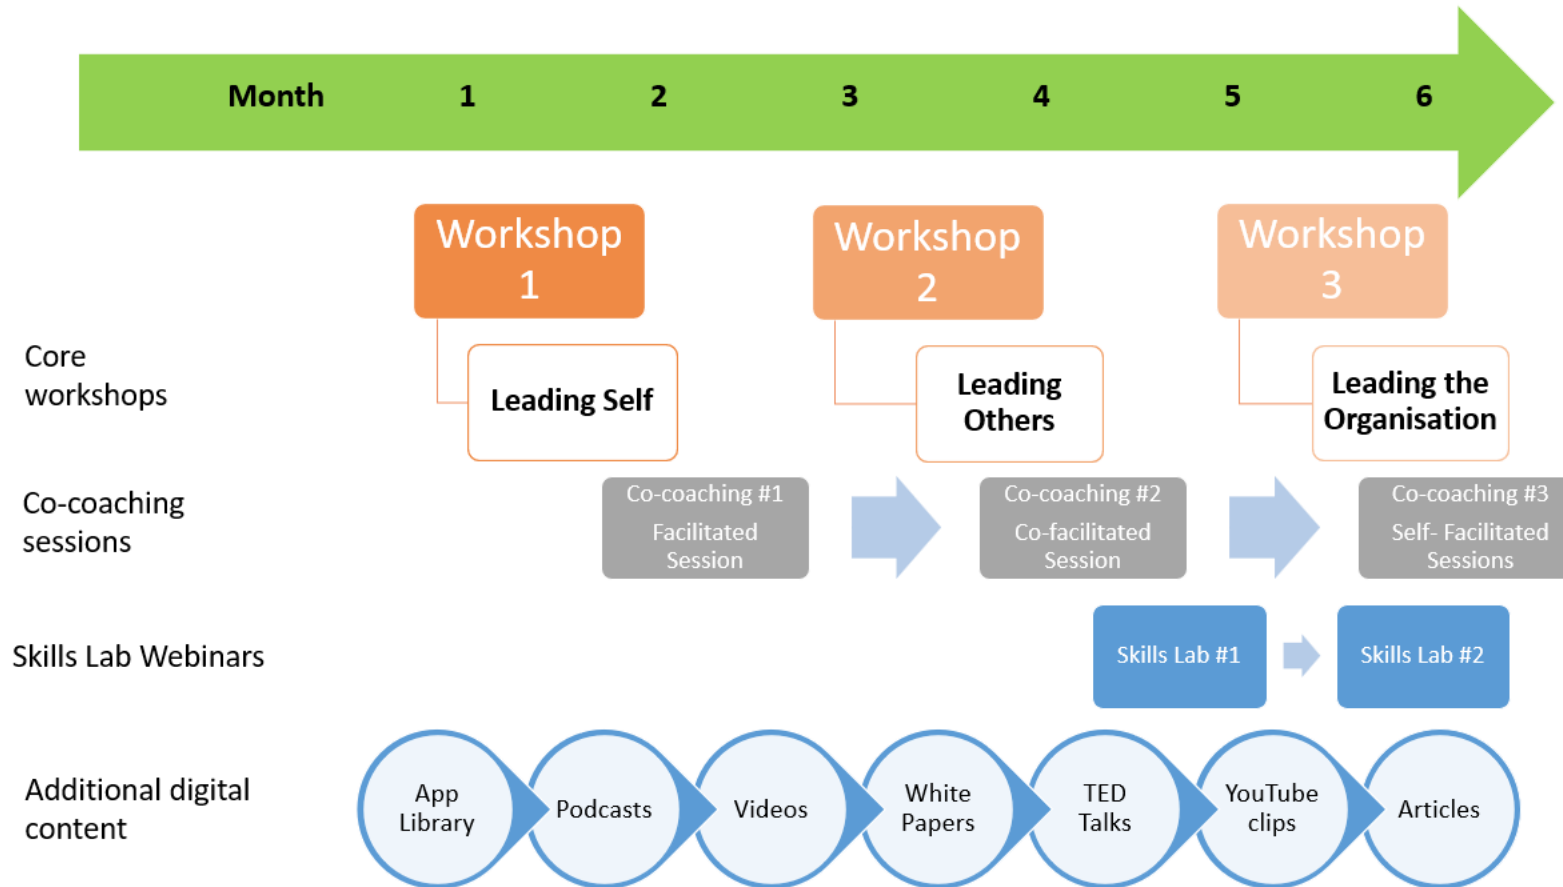 Month 1 2 3 4 5 6
Workshop
1
Workshop
2
Workshop
3
Core
workshops
Leading Self
Leading
Others
Leading the
Organisation
Co-coaching
sessions
Co-coaching #1
Facilitated
Session
Co-coaching #2
Co-facilitated
Session
Co-coaching #3
Self- Facilitated
Sessions
Skills Lab Webinars
Skills Lab #1
Skills Lab #2
Additional digital
content
App
Library
Podcasts
Videos
White
Papers
TED
Talks
YouTube
clips
Articles